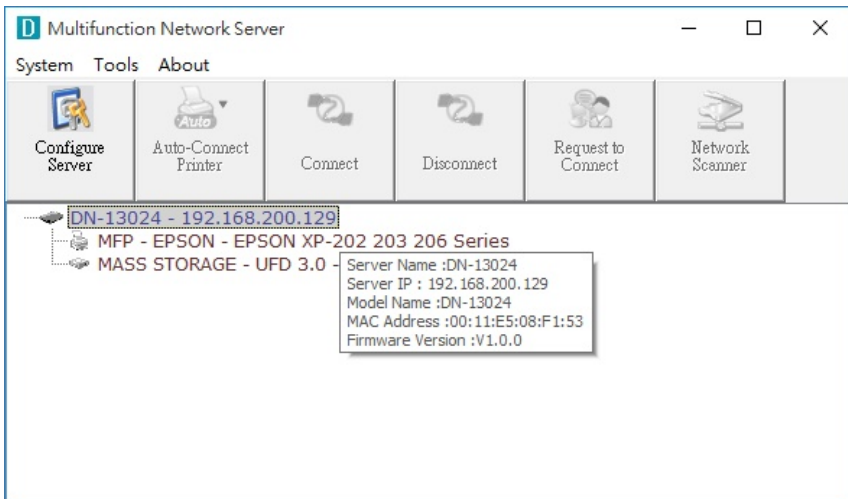 D Multifunction Network Server
System Tools About
Configure Server
Auto
Auto-Connect Printer
Connect
Disconnect
Request to Connect
Network Scanner
DN-13024 - 192.168.200.129
MFP - EPSON - EPSON XP-202 203 206 Series
MASS STORAGE - UFD 3.0 -
Server Name :DN-13024
Server IP : 192.168.200.129
Model Name :DN-13024
MAC Address :00:11:E5:08:F1:53
Firmware Version :V1.0.0